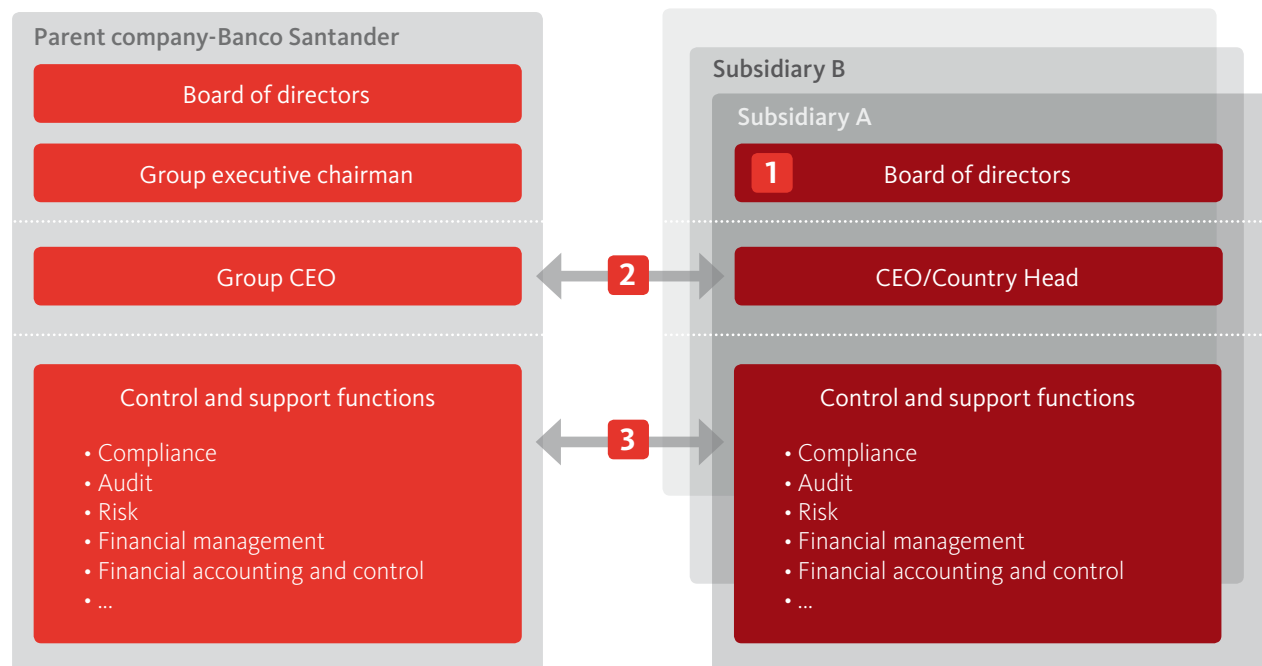 Parent company-Banco Santander
Board of directors
Group executive chairman
Group CEO
Control and support functions
• Compliance
• Audit
• Risk
• Financial management
• Financial accounting and control
• ...
2
3
Subsidiary B
Subsidiary A
1 Board of directors
CEO/Country Head
Control and support functions
• Compliance
• Audit
• Risk
• Financial management
• Financial accounting and control
• ...